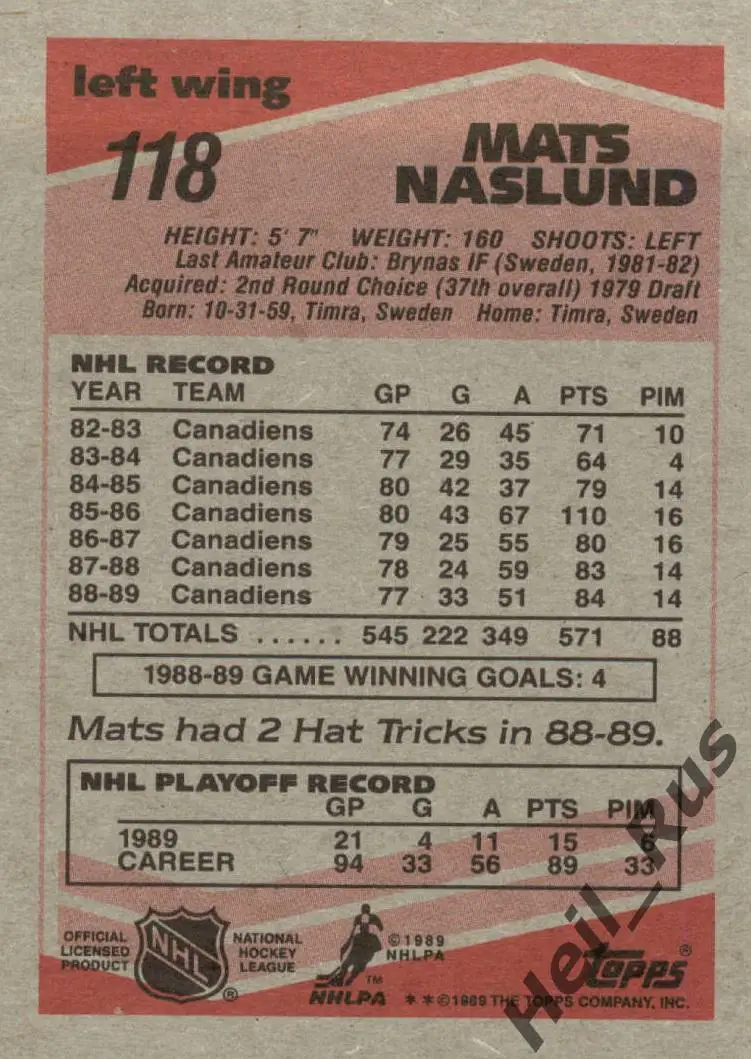 left wing
118
MATS
NASLUND
HEIGHT: 5' 7" WEIGHT: 160 SHOOTS: LEFT
Last Amateur Club: Brynas IF (Sweden, 1981-82)
Acquired: 2nd Round Choice (37th overall) 1979 Draft
Born: 10-31-59, Timra, Sweden Home: Timra, Sweden
NHL RECORD
YEAR TEAM GP G A PTS PIM
82-83 Canadiens 74 26 45 71 10
83-84 Canadiens 77 29 35 64 4
84-85 Canadiens 80 42 37 79 14
85-86 Canadiens 80 43 67 110 16
86-87 Canadiens 79 25 55 80 16
87-88 Canadiens 78 24 59 83 14
88-89 Canadiens 77 33 51 84 14
NHL TOTALS ...... 545 222 349 571 88
1988-89 GAME WINNING GOALS: 4
Mats had 2 Hat Tricks in 88-89.
NHL PLAYOFF RECORD
GP G A PTS PIM
1989 21 4 11 15 6
CAREER 94 33 56 89 33
OFFICIAL
LICENSED
PRODUCT
NHL
®
NATIONAL
HOCKEY
LEAGUE
©1989
NHLPA
TM
NHLPA
TOPPS ®
* * ©1989 THE TOPPS COMPANY, INC.
Heil_Rus